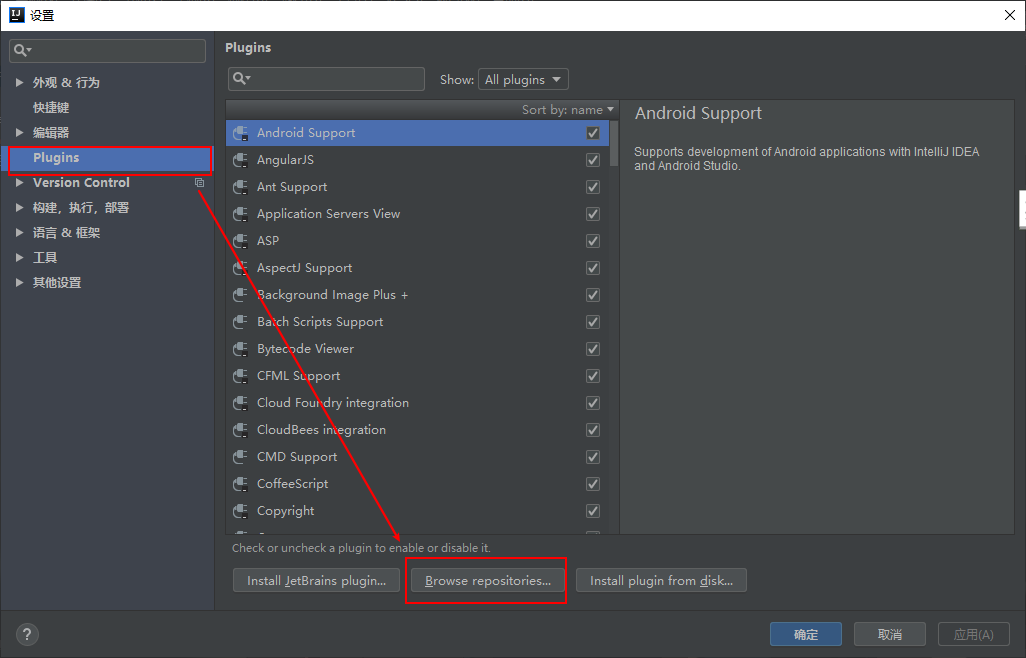 设置
外观 & 行为
快捷键
编辑器
Plugins
Version Control
构建，执行，部署
语言 & 框架
工具
其他设置
Plugins
Show: All plugins
Sort by: name
Android Support
AngularJS
Ant Support
Application Servers View
ASP
AspectJ Support
Background Image Plus +
Batch Scripts Support
Bytecode Viewer
CFML Support
Cloud Foundry integration
CloudBees integration
CMD Support
CoffeeScript
Copyright
Check or uncheck a plugin to enable or disable it.
Install JetBrains plugin... Browse repositories... Install plugin from disk...
Android Support
Supports development of Android applications with IntelliJ IDEA
and Android Studio.
? 确定 取消 应用(A)